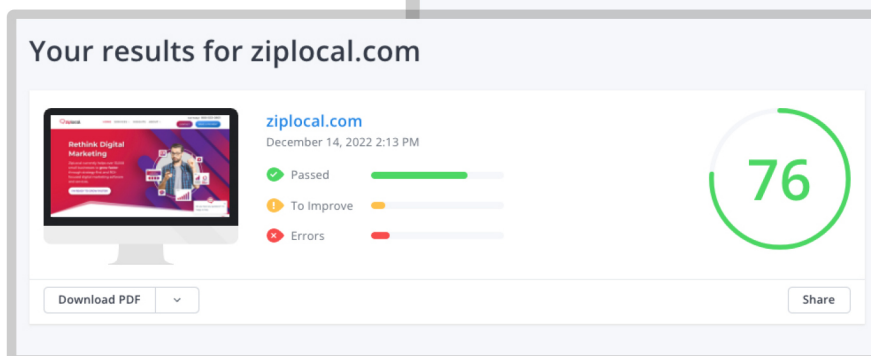 Your results for ziplocal.com
ziplocal.com
December 14, 2022 2:13 PM
Passed
To Improve
Errors
76
Rethink Digital
Marketing
Download PDF
Share